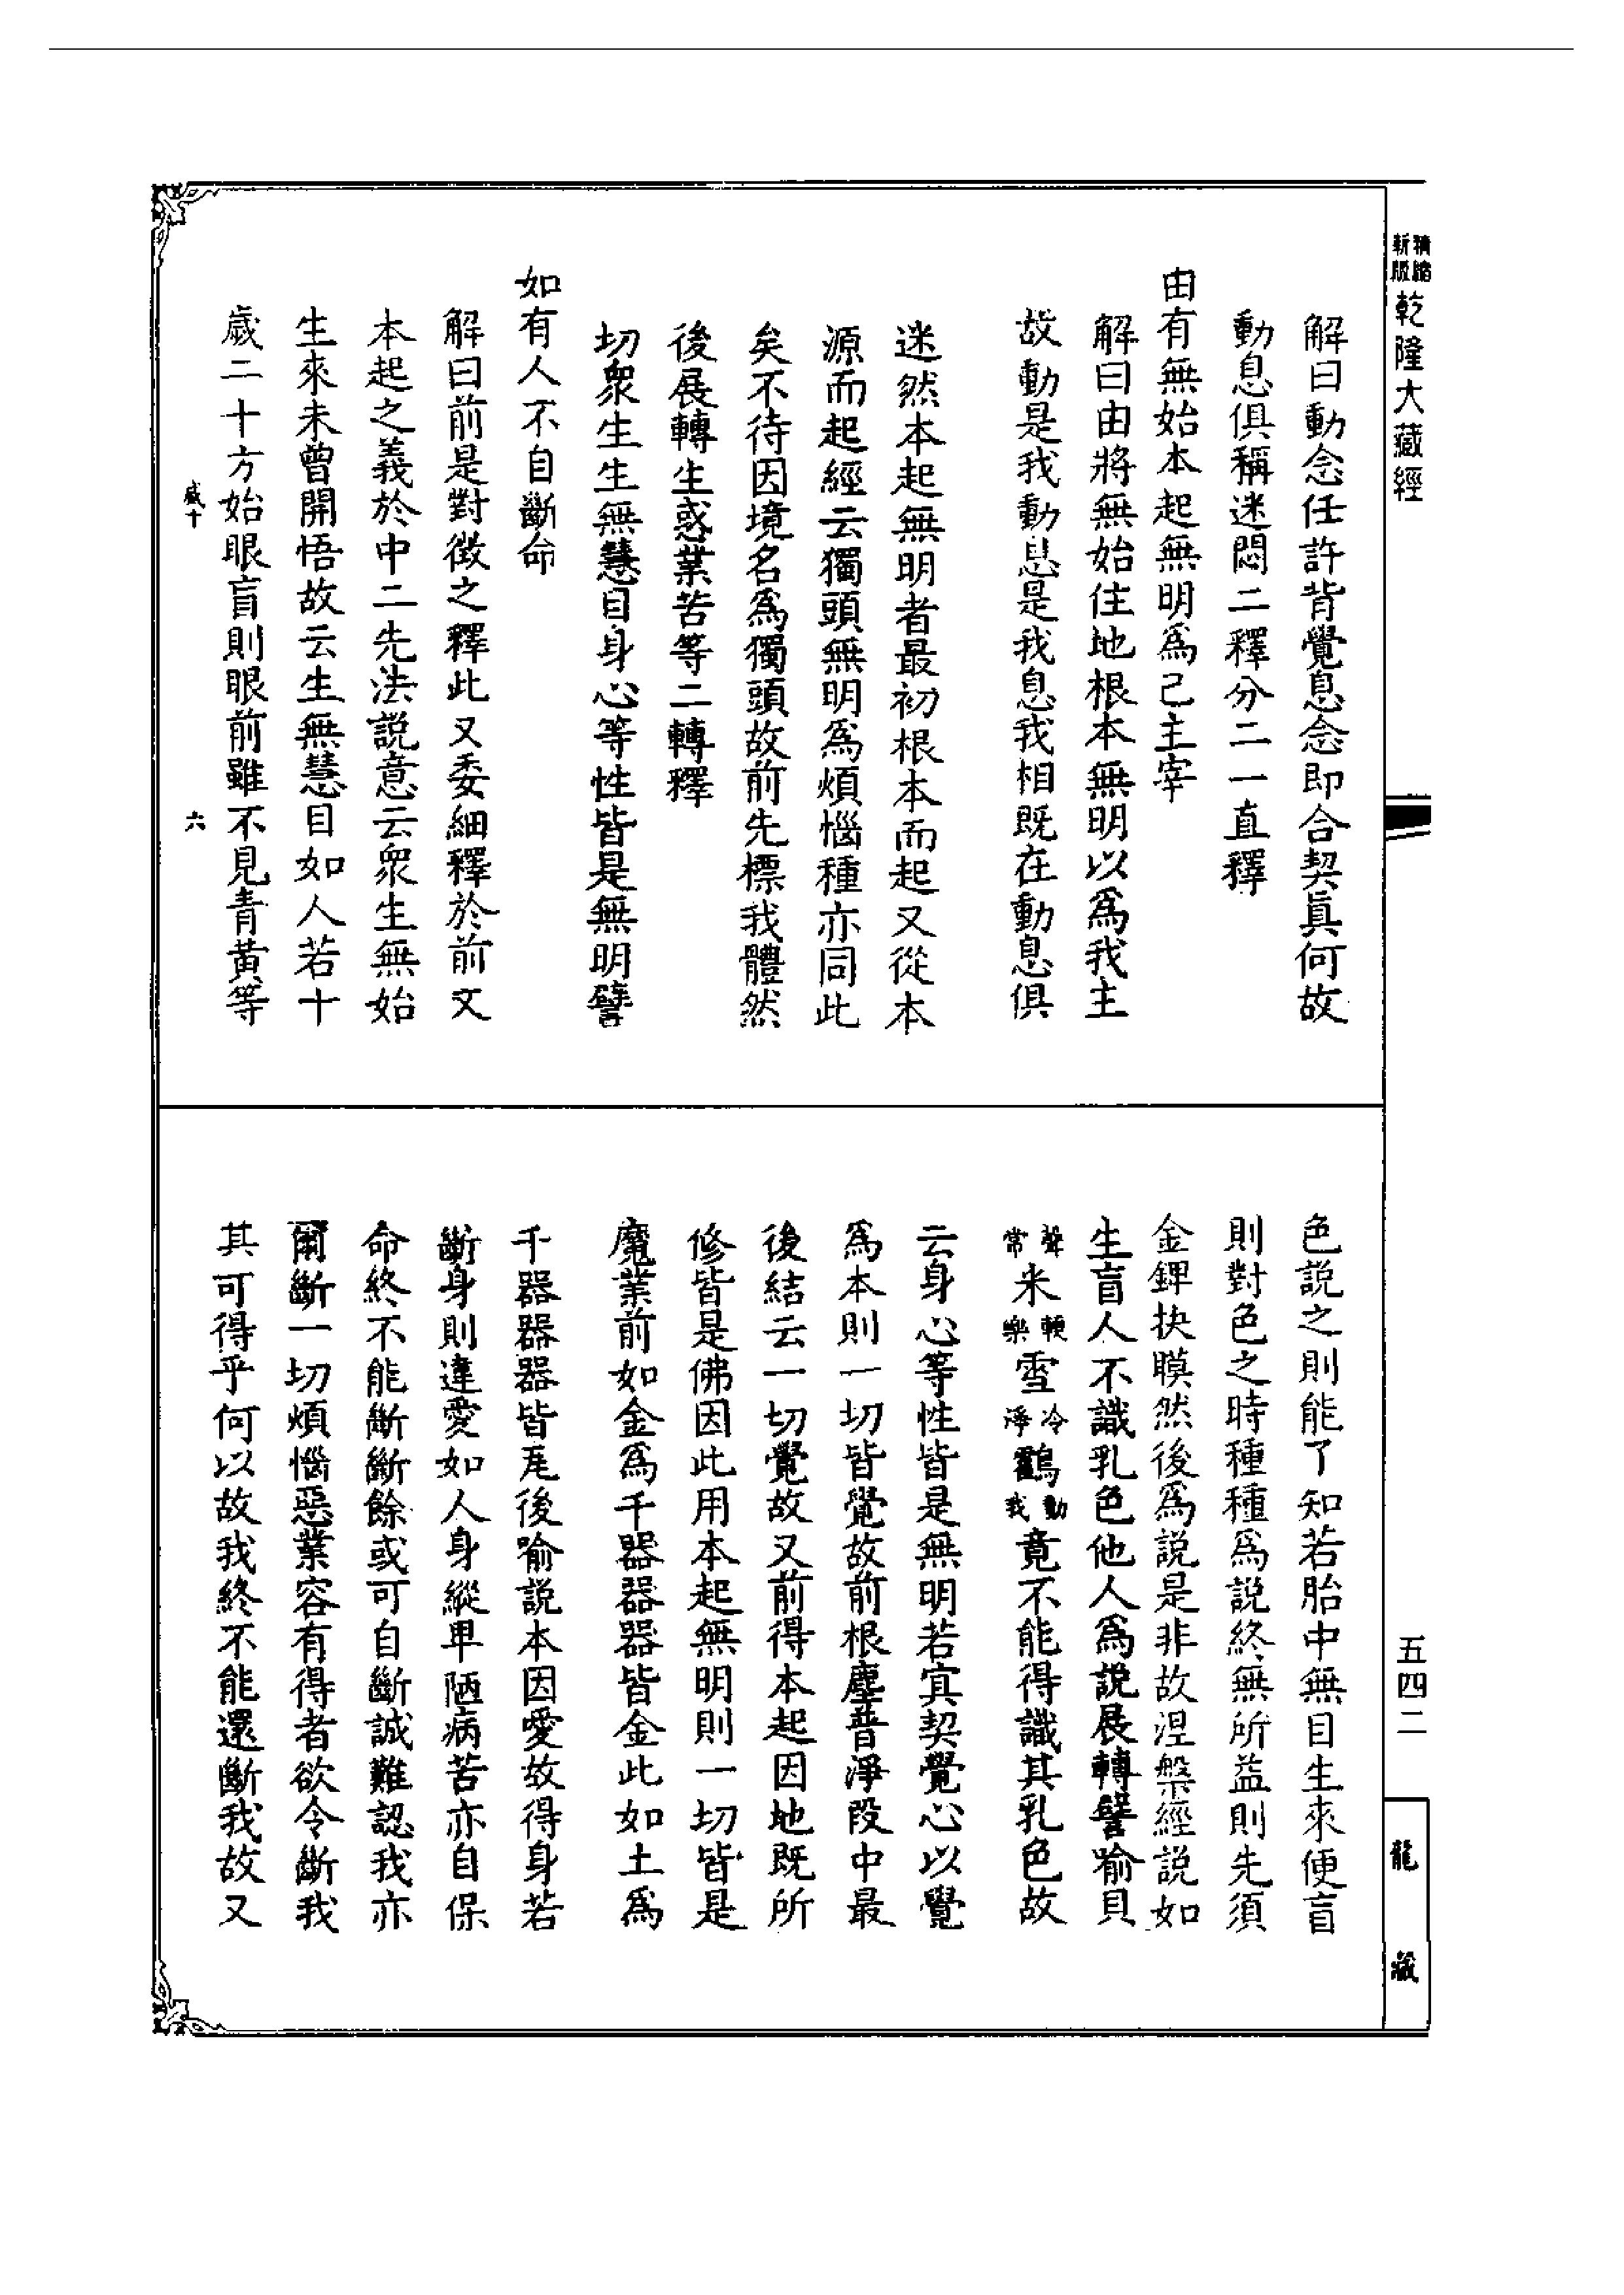 精縮新版
乾隆大藏經
解曰動念任許背覺息念即合契真何故
動息俱稱迷悶二釋分二一直釋
由有無始本起無明爲己主宰
解曰由將無始住地根本無明以爲我主
故動是我動息是我息我相既在動息俱
迷然本起無明者最初根本而起又從本
源而起經云獨頭無明爲煩惱種亦同此
矣不待因境名爲獨頭故前先標我體然
後展轉生惑業苦等二轉釋
切衆生生無慧目身心等性皆是無明譬
如有人不自斷命
解曰前是對徵之釋此又委細釋於前文
本起之義於中二先法説意云衆生無始
生來未曾開悟故云生無慧目如人若十
歲二十方始眼盲則眼前雖不見青黃等
感十
六
色説之則能了知若胎中無目生來便盲
則對色之時種種爲説終無所益則先須
金錍抉膜然後爲説是非故涅槃經説如
生盲人不識乳色他人爲説展轉譬喻貝
聲常米輭樂雪冷淨鶴動我竟不能得識其乳色故
云身心等性皆是無明若宜契覺心以覺
爲本則一切皆覺故前根塵普淨段中最
後結云一切覺故又前得本起因地既所
修皆是佛因此用本起無明則一切皆是
魔業前如金爲千器器器皆金此如土爲
千器器器皆瓦後喻説本因愛故得身若
斷身則違愛如人身縱卑陋病苦亦自保
命終不能斷斷餘或可自斷誠難認我亦
爾斷一切煩惱惡業容有得者欲令斷我
其可得乎何以故我終不能還斷我故又
五四二
龍藏